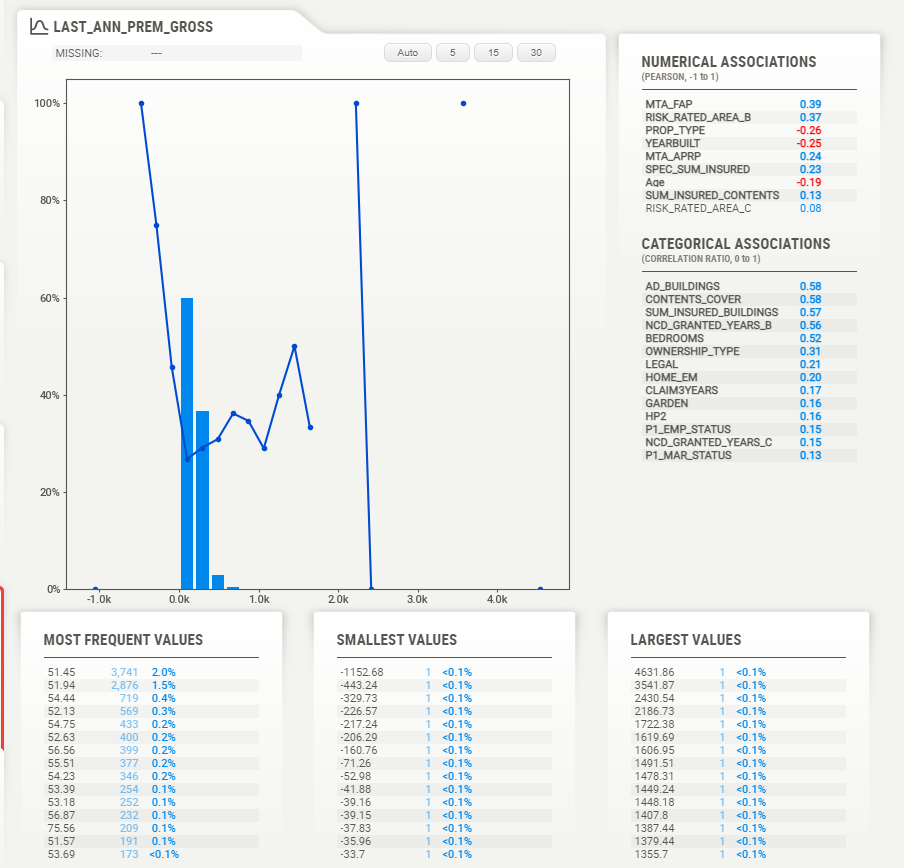 LAST_ANN_PREM_GROSS
MISSING: ---
Auto 5 15 30
100%
80%
60%
40%
20%
0%
-1.0k 0.0k 1.0k 2.0k 3.0k 4.0k
NUMERICAL ASSOCIATIONS
(PEARSON, -1 to 1)
MTA_FAP 0.39
RISK_RATED_AREA_B 0.37
PROP_TYPE -0.26
YEARBUILT -0.25
MTA_APRP 0.24
SPEC_SUM_INSURED 0.23
Age -0.19
SUM_INSURED_CONTENTS 0.13
RISK_RATED_AREA_C 0.08
CATEGORICAL ASSOCIATIONS
(CORRELATION RATIO, 0 to 1)
AD_BUILDINGS 0.58
CONTENTS_COVER 0.58
SUM_INSURED_BUILDINGS 0.57
NCD_GRANTED_YEARS_B 0.56
BEDROOMS 0.52
OWNERSHIP_TYPE 0.31
LEGAL 0.21
HOME_EM 0.20
CLAIM3YEARS 0.17
GARDEN 0.16
HP2 0.16
P1_EMP_STATUS 0.15
NCD_GRANTED_YEARS_C 0.15
P1_MAR_STATUS 0.13
MOST FREQUENT VALUES
51.45 3,741 2.0%
51.94 2,876 1.5%
54.44 719 0.4%
52.13 569 0.3%
54.75 433 0.2%
52.63 400 0.2%
56.56 399 0.2%
55.51 377 0.2%
54.23 346 0.2%
53.39 254 0.1%
53.18 252 0.1%
56.87 232 0.1%
75.56 209 0.1%
51.57 191 0.1%
53.69 173 <0.1%
SMALLEST VALUES
-1152.68 1 <0.1%
-443.24 1 <0.1%
-329.73 1 <0.1%
-226.57 1 <0.1%
-217.24 1 <0.1%
-206.29 1 <0.1%
-160.76 1 <0.1%
-71.26 1 <0.1%
-52.98 1 <0.1%
-41.88 1 <0.1%
-39.16 1 <0.1%
-39.15 1 <0.1%
-37.83 1 <0.1%
-35.96 1 <0.1%
-33.7 1 <0.1%
LARGEST VALUES
4631.86 1 <0.1%
3541.87 1 <0.1%
2430.54 1 <0.1%
2186.73 1 <0.1%
1722.38 1 <0.1%
1619.69 1 <0.1%
1606.95 1 <0.1%
1491.51 1 <0.1%
1478.31 1 <0.1%
1449.24 1 <0.1%
1448.18 1 <0.1%
1407.8 1 <0.1%
1387.44 1 <0.1%
1379.44 1 <0.1%
1355.7 1 <0.1%